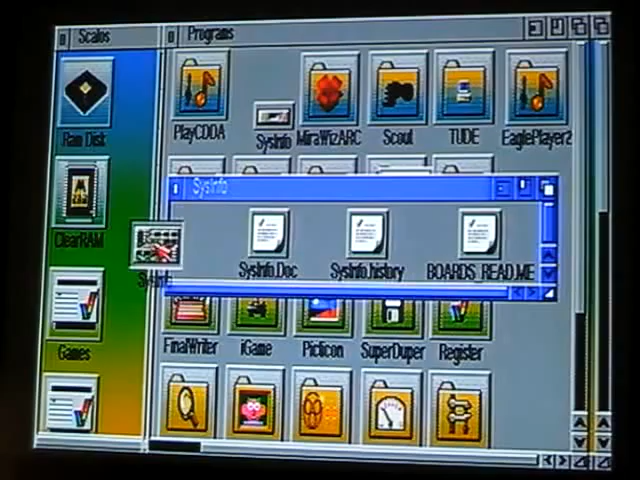 Scalos
Programs
Ram Disk
PlayCDDA
SysInfo
MiraWizARC
Scout
TUDE
EaglePlayer2
SysInfo
ClearRAM
SysInfo
SysInfo.Doc
SysInfo.history
BOARDS_READ.ME
Games
FinalWriter
iGame
Picticon
SuperDuper
Register